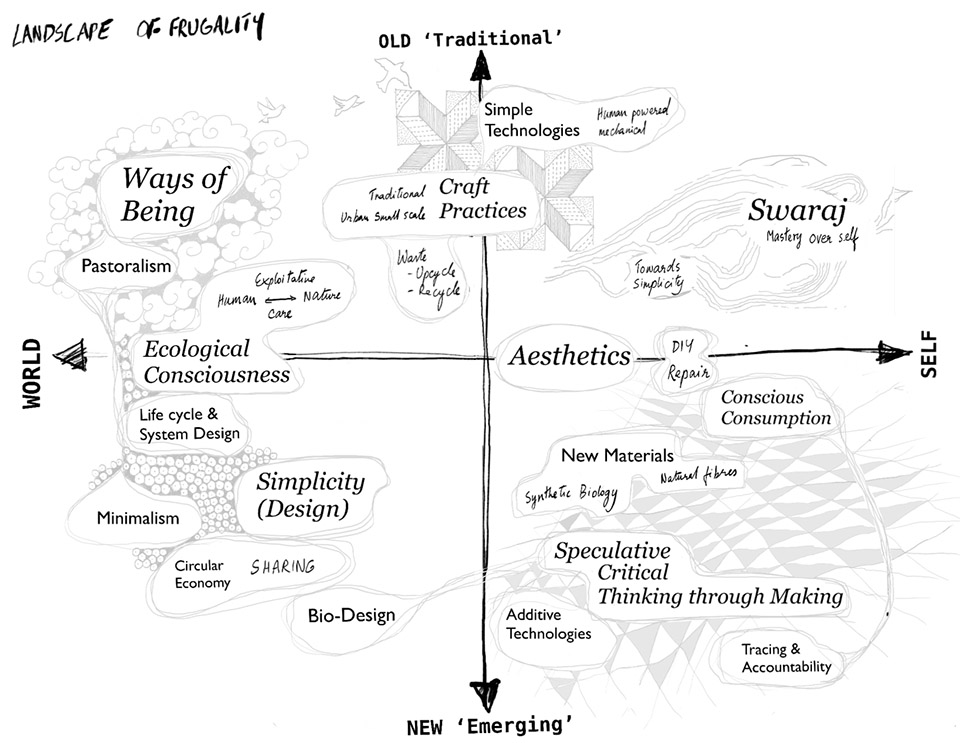 LANDSCAPE OF FRUGALITY
OLD 'Traditional'
Simple
Technologies
Human powered
mechanical
Ways of
Being
Traditional
Urban small scale
Craft
Practices
Swaraj
Mastery over self
Pastoralism
Waste
- Upcycle
- Recycle
Towards
Simplicity
Exploitative
Human ⟷ Nature
care
WORLD
Ecological
Consciousness
Aesthetics
DIY
Repair
SELF
Conscious
Consumption
Life cycle &
System Design
New Materials
Natural fibres
Synthetic Biology
Simplicity
(Design)
Minimalism
Speculative
Critical
Thinking through Making
Circular
Economy
SHARING
Bio-Design
Additive
Technologies
Tracing &
Accountability
NEW 'Emerging'